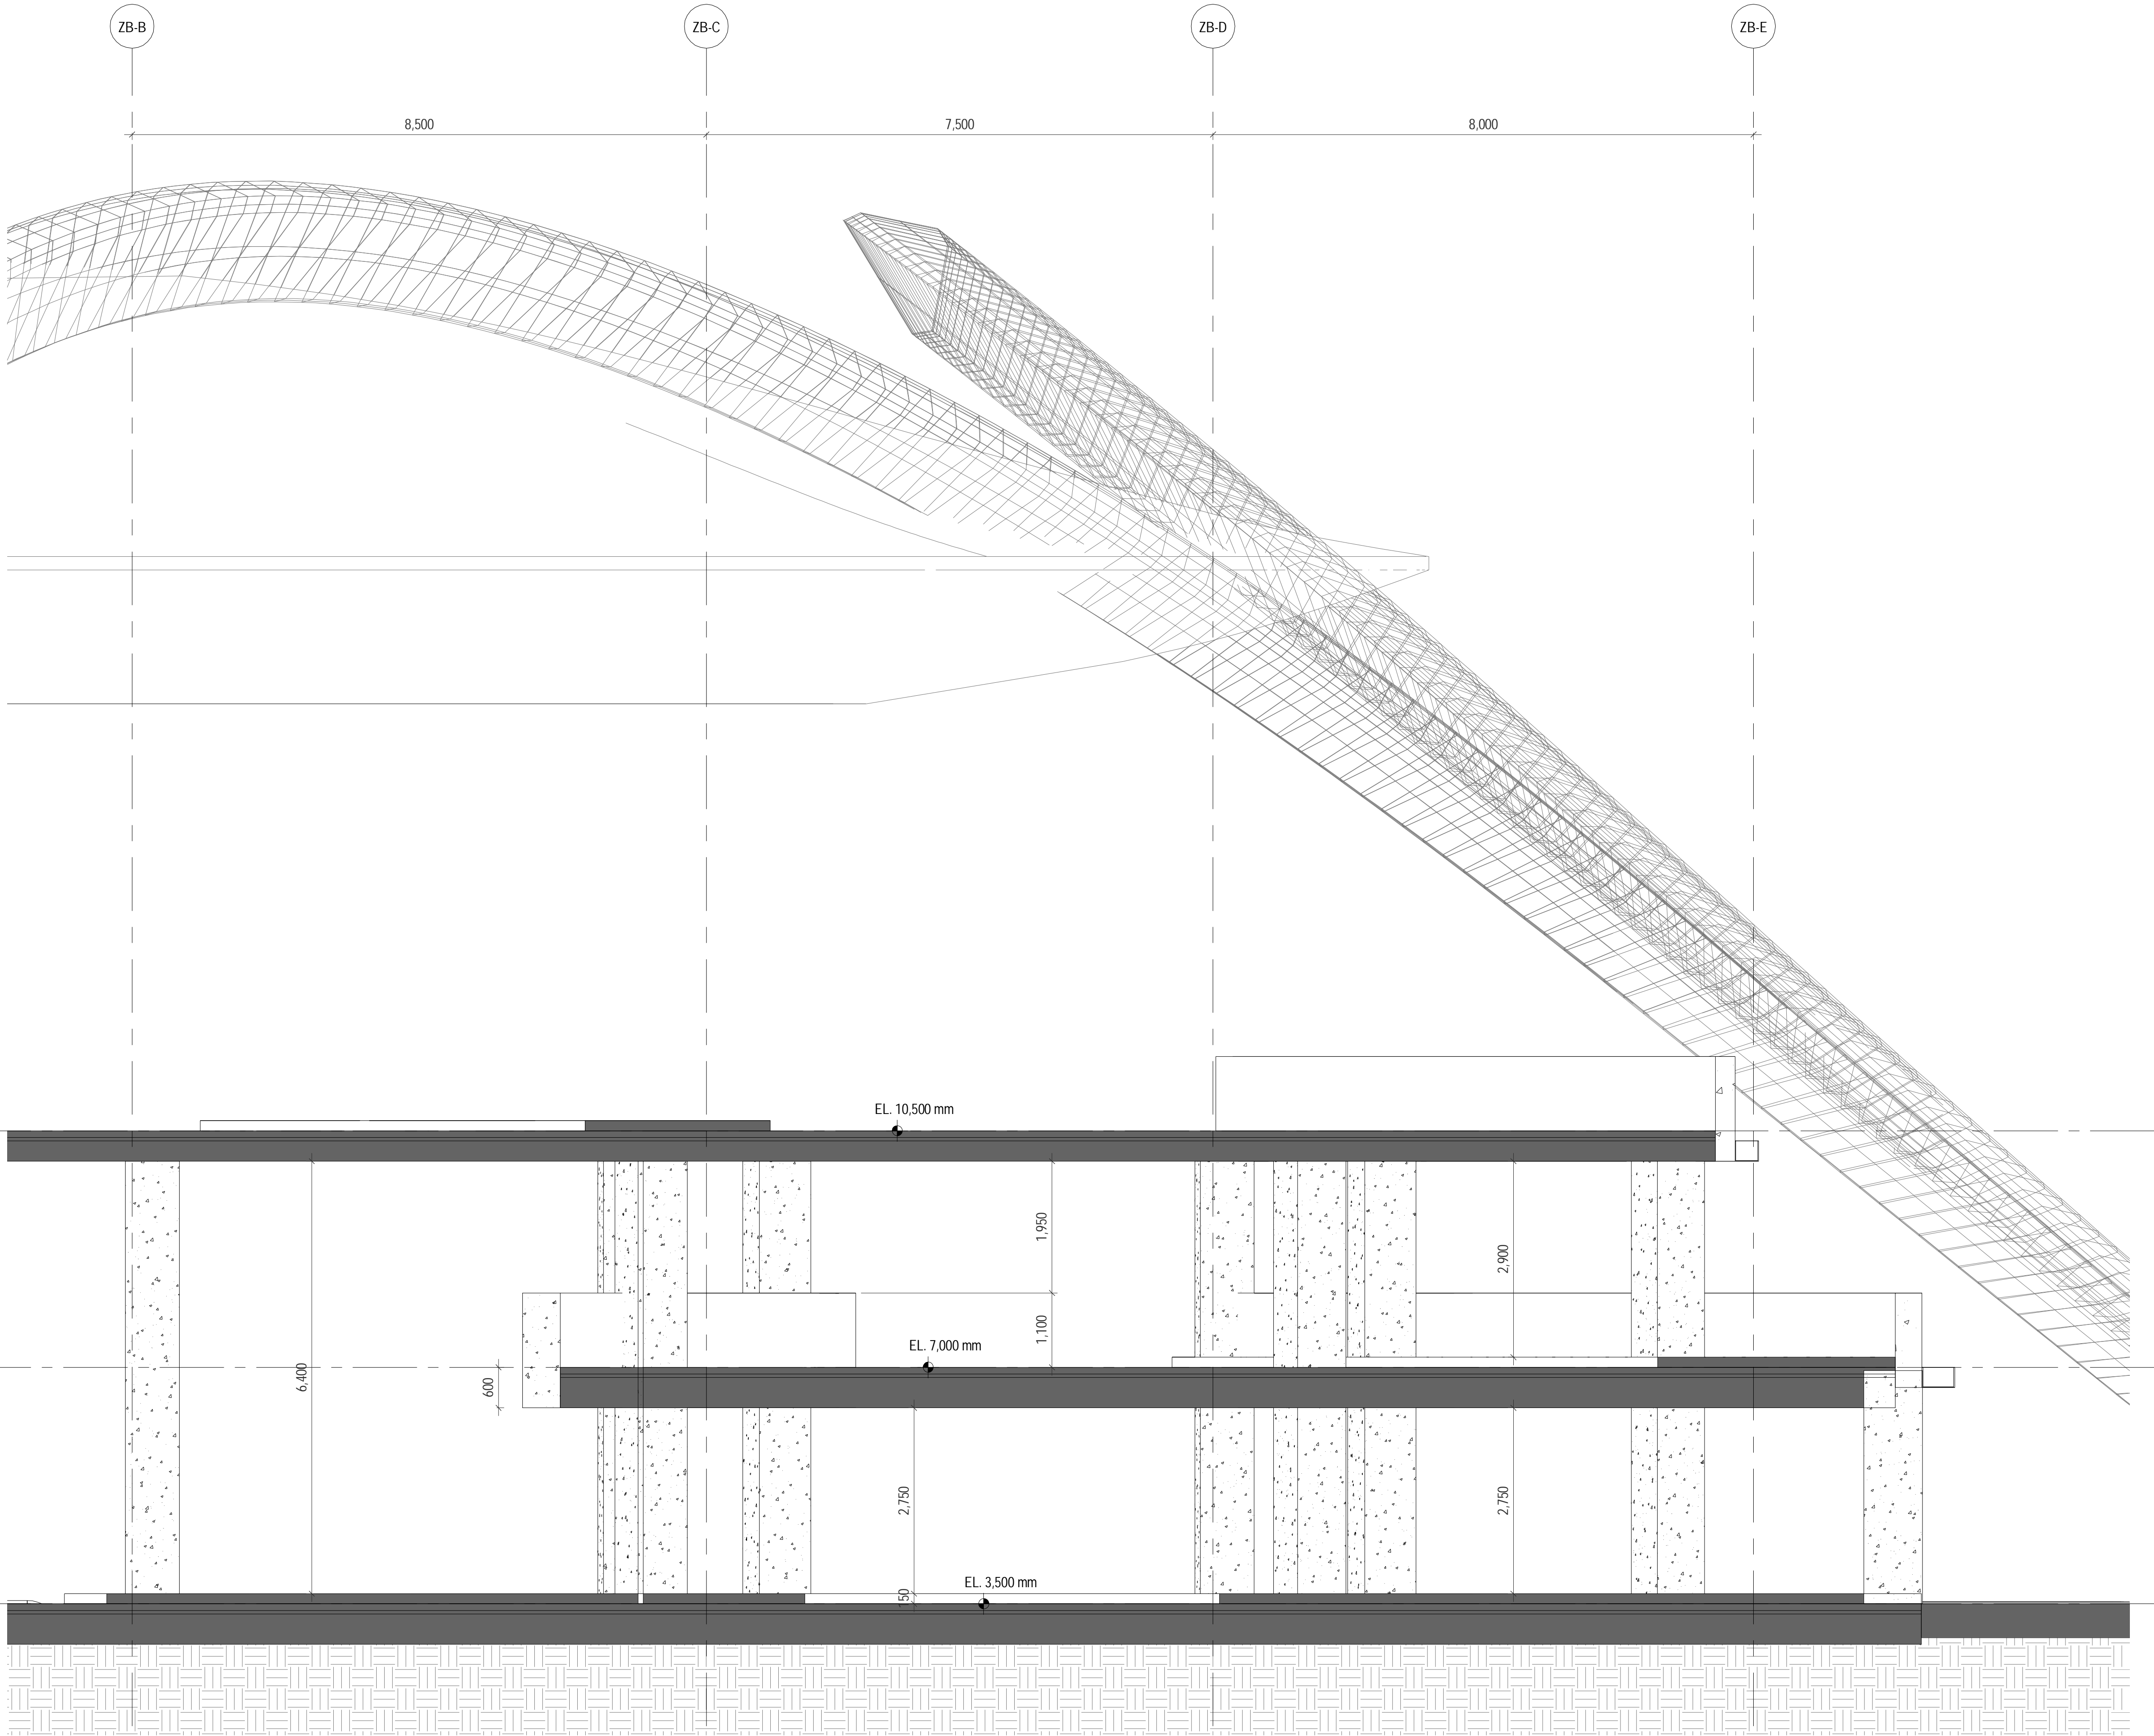 ZB-B
ZB-C
ZB-D
ZB-E
8,500
7,500
8,000
EL. 10,500 mm
1,950
2,900
1,100
EL. 7,000 mm
6,400
600
2,750
2,750
EL. 3,500 mm
150